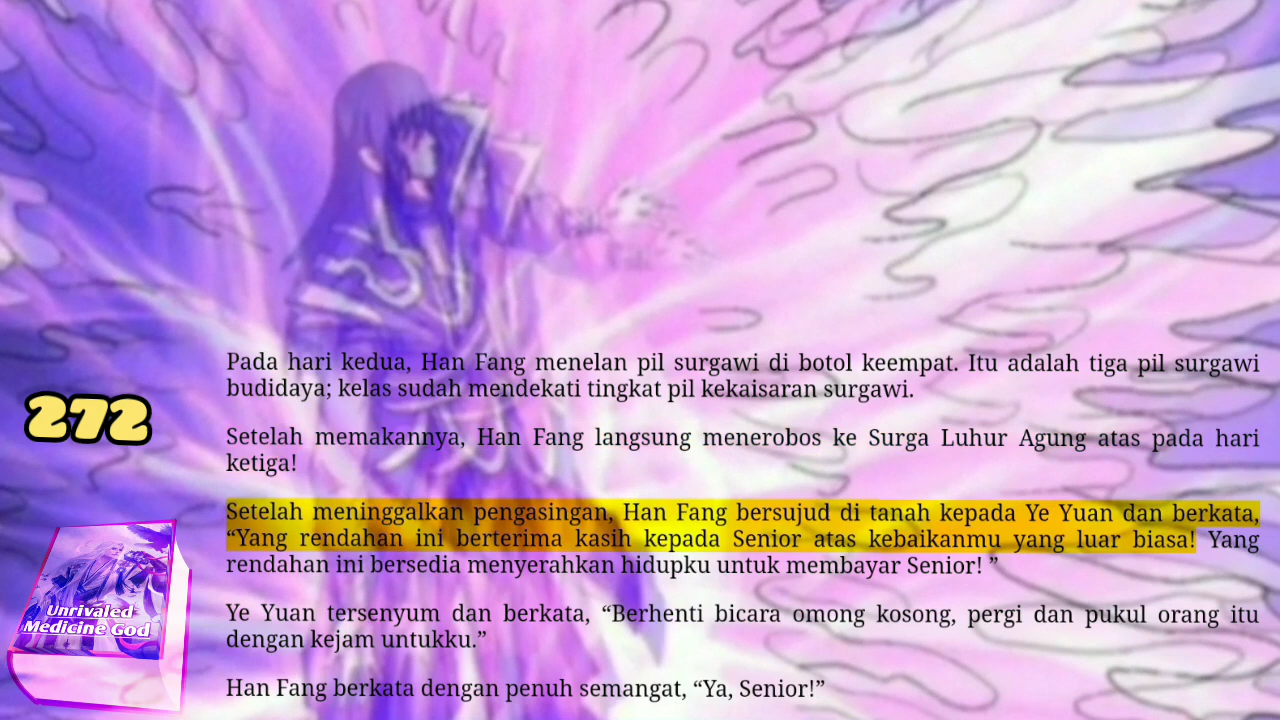 Pada hari kedua, Han Fang menelan pil surgawi di botol keempat. Itu adalah tiga pil surgawi
budidaya; kelas sudah mendekati tingkat pil kekaisaran surgawi.
Setelah memakannya, Han Fang langsung menerobos ke Surga Luhur Agung atas pada hari
ketiga!
Setelah meninggalkan pengasingan, Han Fang bersujud di tanah kepada Ye Yuan dan berkata,
“Yang rendahan ini berterima kasih kepada Senior atas kebaikanmu yang luar biasa! Yang
rendahan ini bersedia menyerahkan hidupku untuk membayar Senior! ”
Ye Yuan tersenyum dan berkata, “Berhenti bicara omong kosong, pergi dan pukul orang itu
dengan kejam untukku.”
Han Fang berkata dengan penuh semangat, “Ya, Senior!”
272
Unrivaled
Medicine God